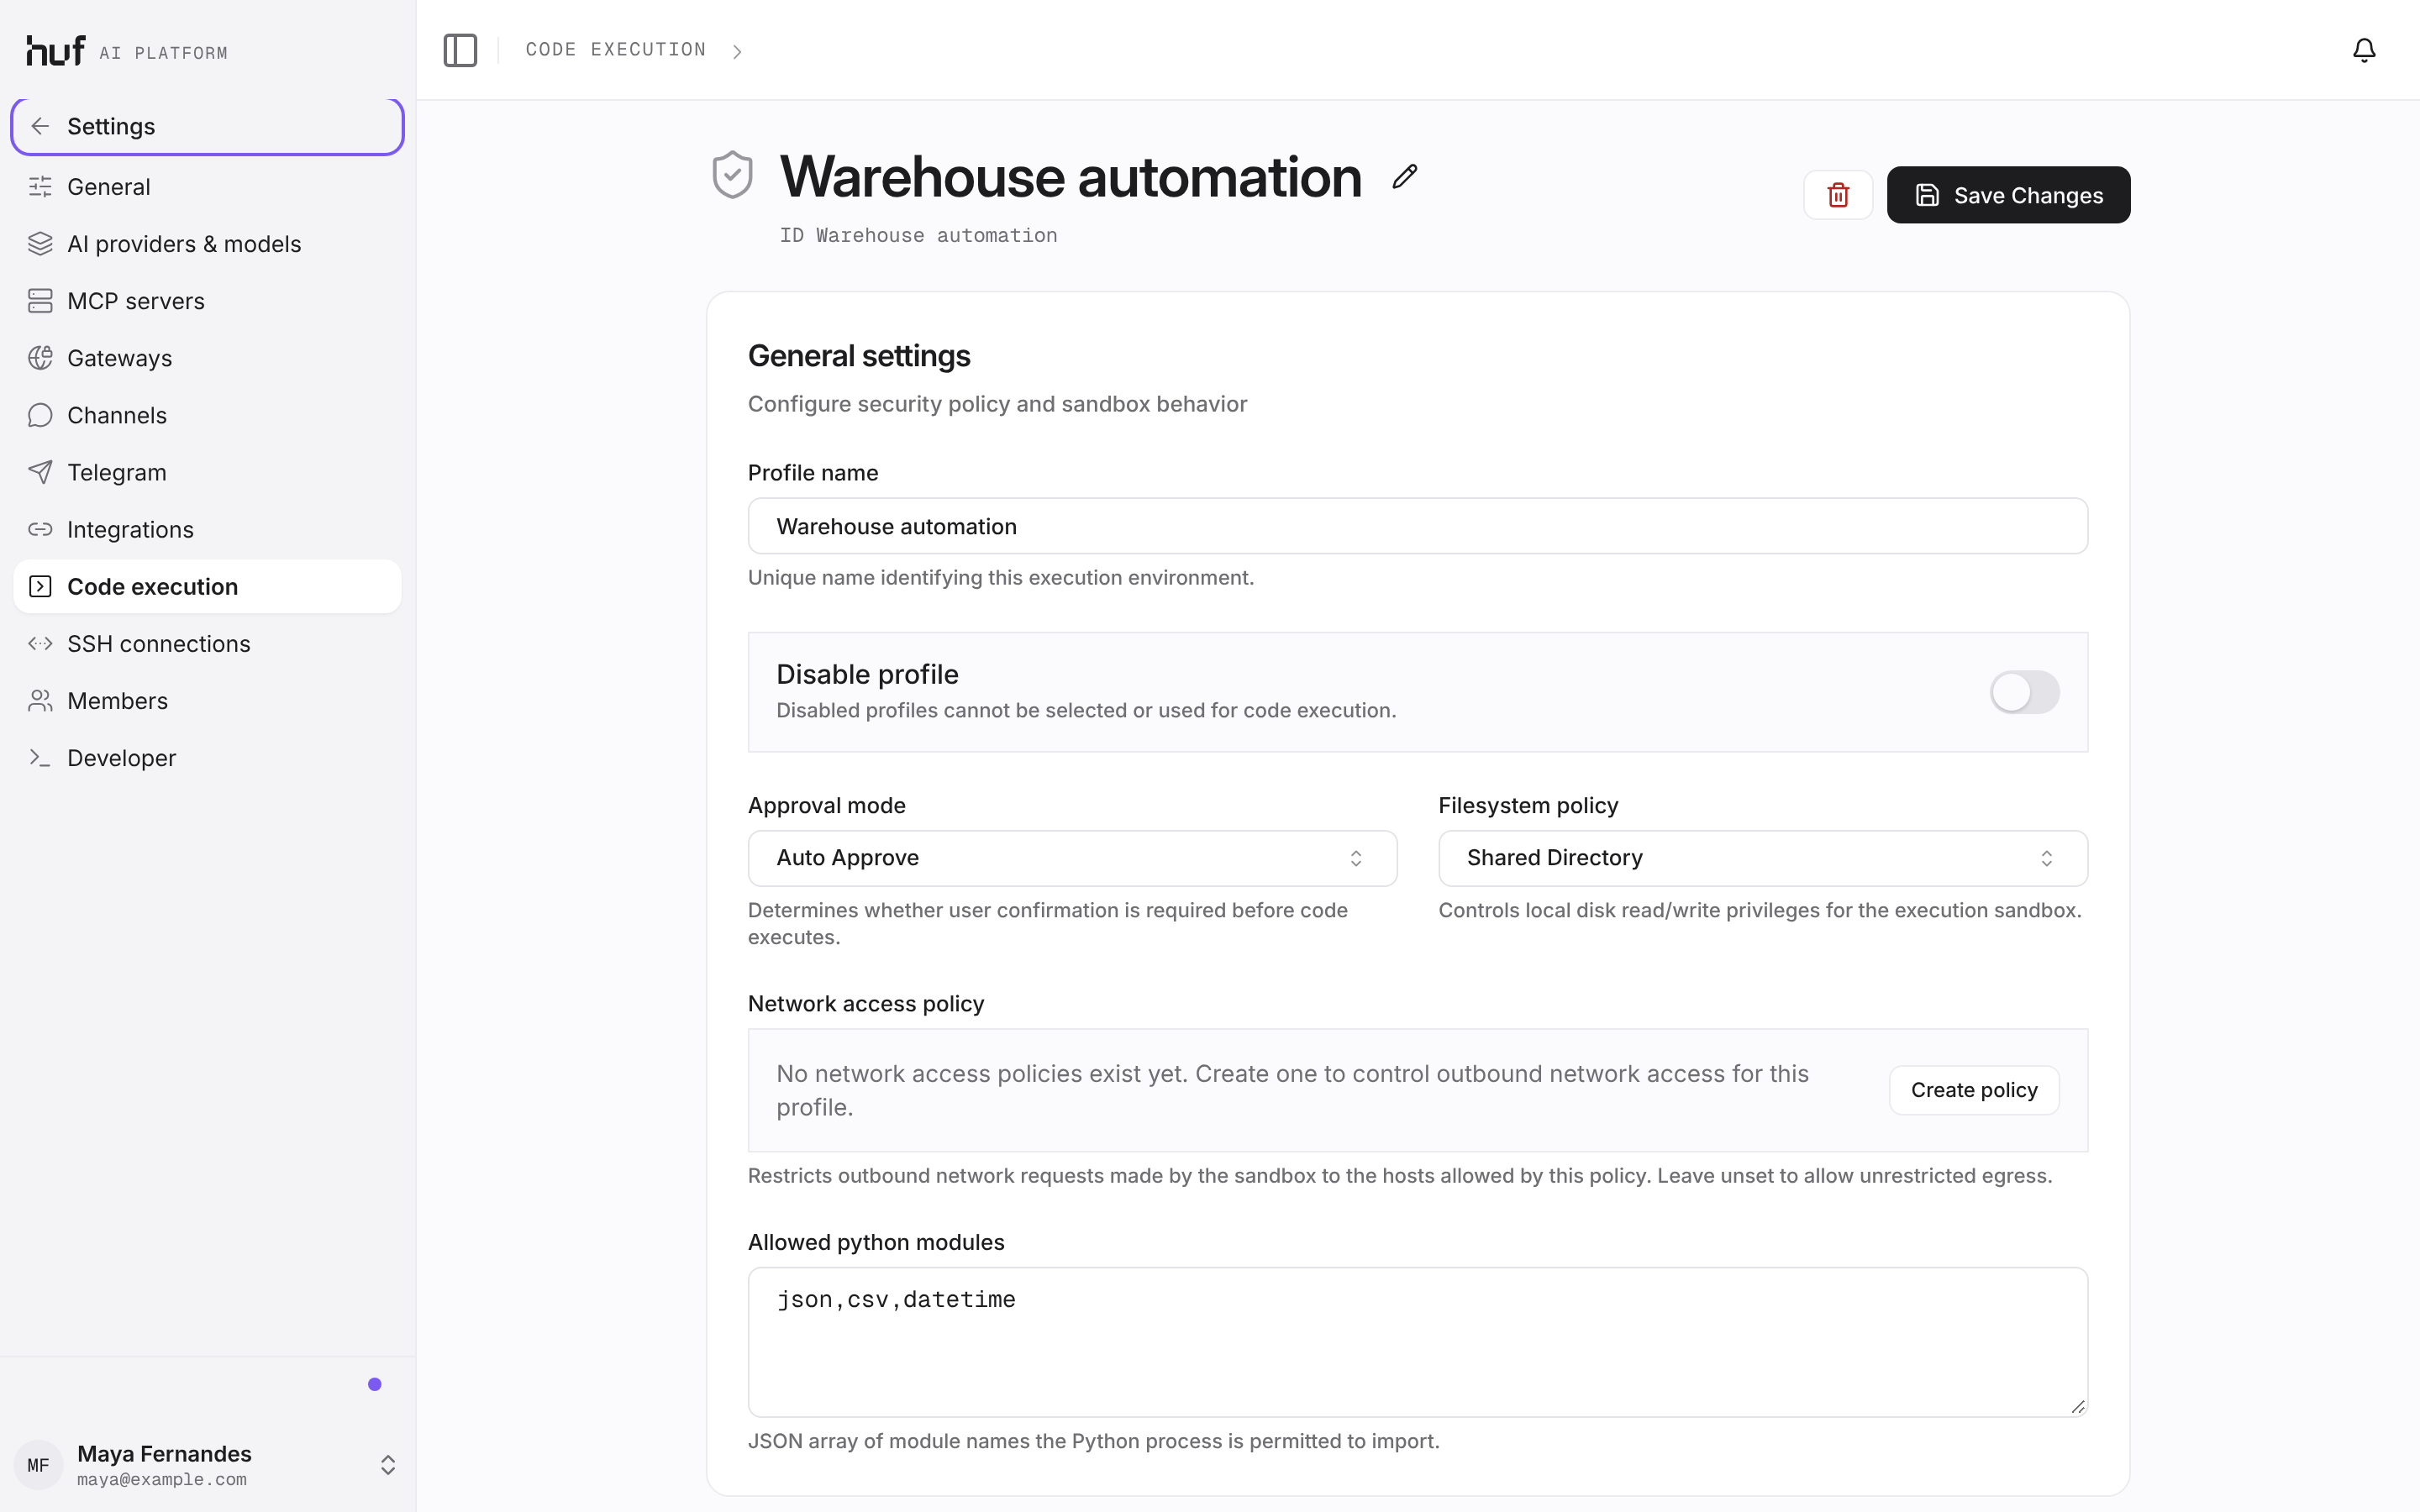 huf AI PLATFORM
Settings
General
AI providers & models
MCP servers
Gateways
Channels
Telegram
Integrations
Code execution
SSH connections
Members
Developer
MF
Maya Fernandes
maya@example.com
CODE EXECUTION
Warehouse automation
ID Warehouse automation
Save Changes
General settings
Configure security policy and sandbox behavior
Profile name
Warehouse automation
Unique name identifying this execution environment.
Disable profile
Disabled profiles cannot be selected or used for code execution.
Approval mode
Auto Approve
Determines whether user confirmation is required before code
executes.
Filesystem policy
Shared Directory
Controls local disk read/write privileges for the execution sandbox.
Network access policy
No network access policies exist yet. Create one to control outbound network access for this
profile.
Create policy
Restricts outbound network requests made by the sandbox to the hosts allowed by this policy. Leave unset to allow unrestricted egress.
Allowed python modules
json,csv,datetime
JSON array of module names the Python process is permitted to import.